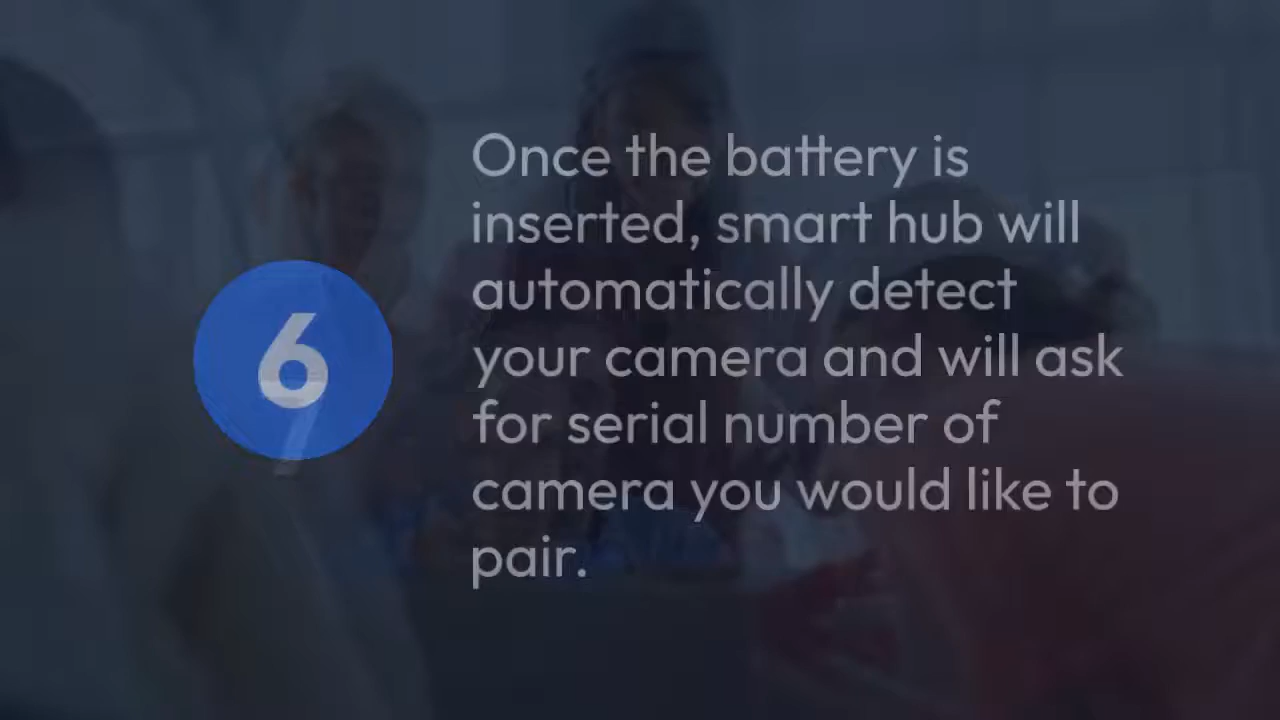 6
Once the battery is
inserted, smart hub will
automatically detect
your camera and will ask
for serial number of
camera you would like to
pair.